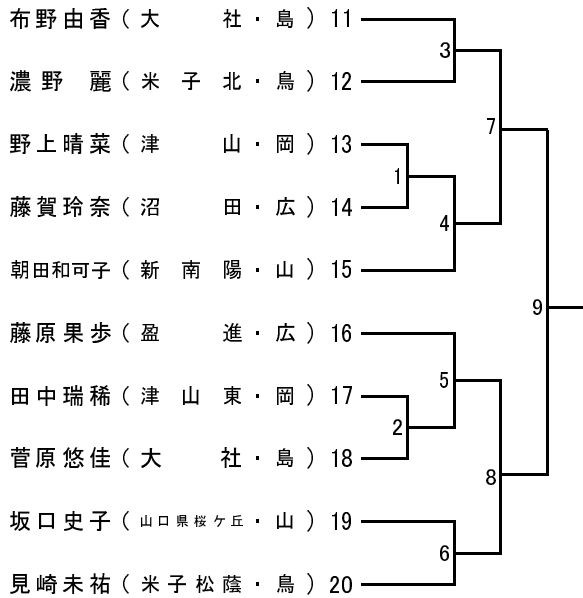 布野由香（大社・島）11
濃野麗（米子北・鳥）12
野上晴菜（津山・岡）13
藤賀玲奈（沼田・広）14
朝田和可子（新南陽・山）15
藤原果歩（盈進・広）16
田中瑞稀（津山東・岡）17
菅原悠佳（大社・島）18
坂口史子（山口県桜ケ丘・山）19
見崎未祐（米子松蔭・鳥）20
3
7
1
4
9
5
2
8
6